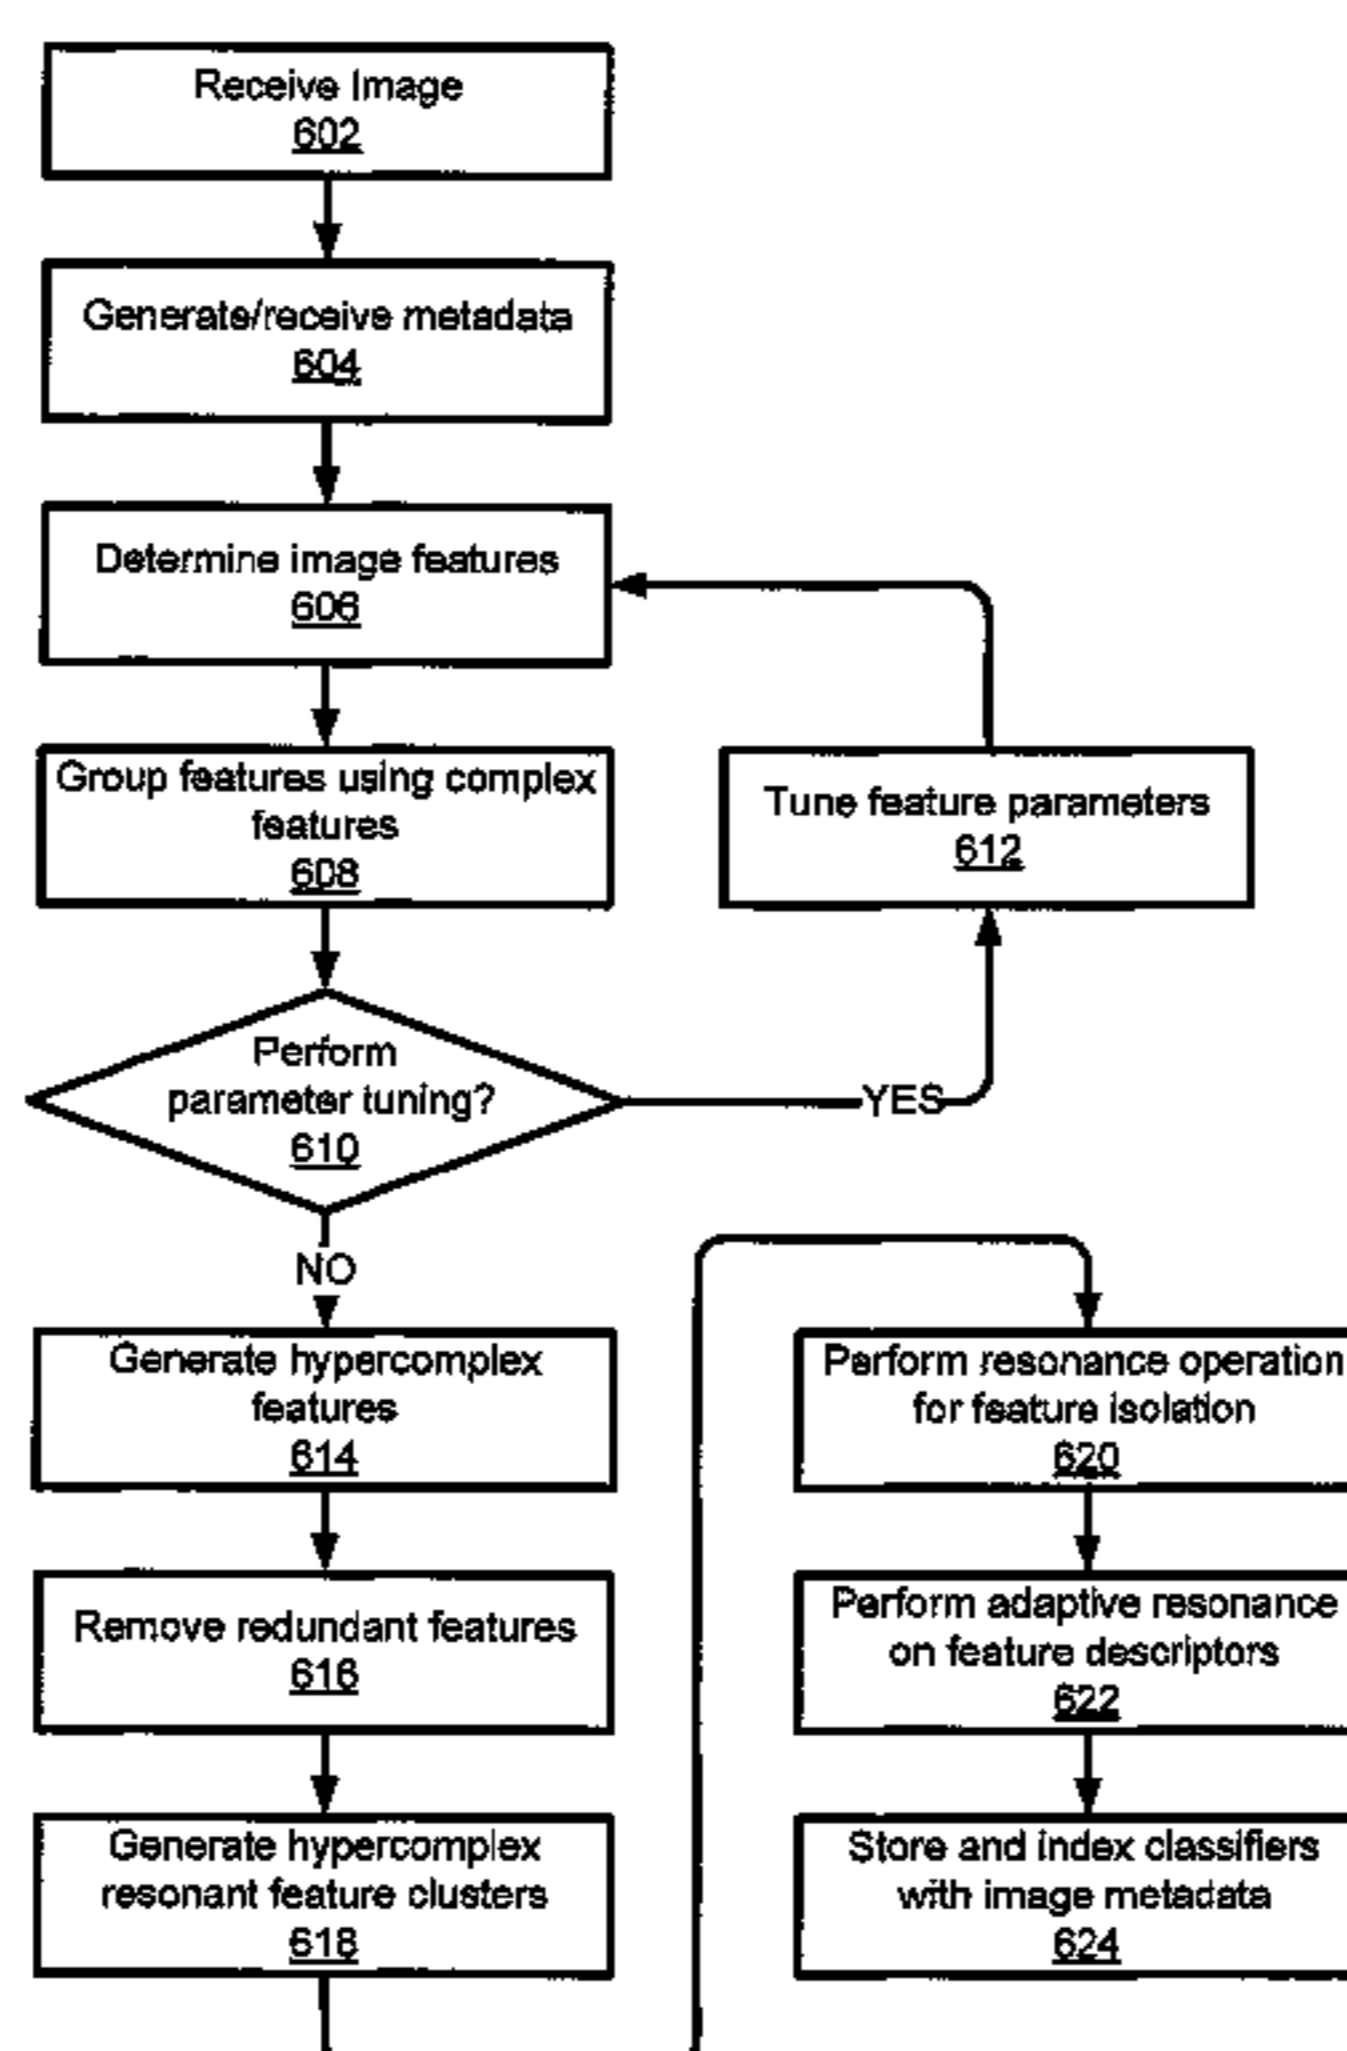 Receive Image
602
Generate/receive metadata
604
Determine image features
606
Group features using complex
features
608
Tune feature parameters
612
Perform
parameter tuning?
610
YES
NO
Generate hypercomplex
features
614
Remove redundant features
616
Generate hypercomplex
resonant feature clusters
618
Perform resonance operation
for feature isolation
620
Perform adaptive resonance
on feature descriptors
622
Store and index classifiers
with image metadata
624